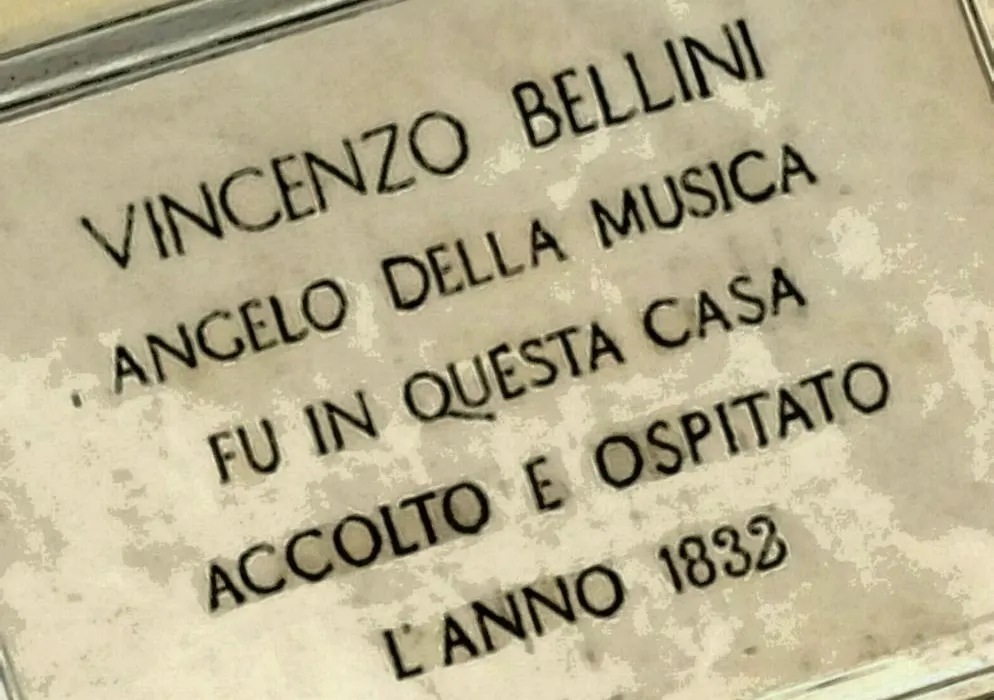 VINCENZO BELLINI
ANGELO DELLA MUSICA
FU IN QUESTA CASA
ACCOLTO E OSPITATO
L'ANNO 1832